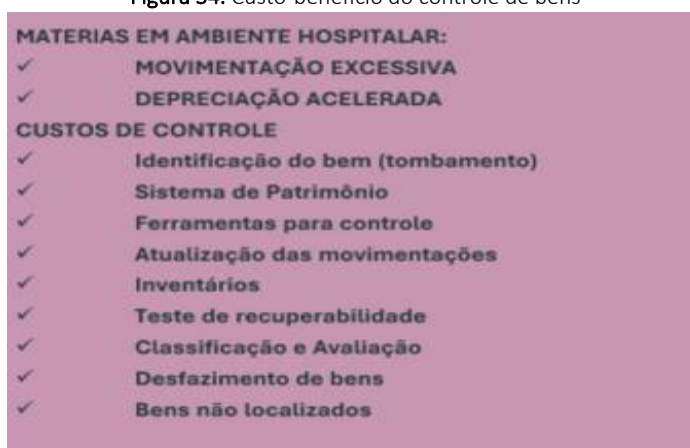 Figura 34. Custo-benefício do controle de bens
MATERIAS EM AMBIENTE HOSPITALAR:
✓ MOVIMENTAÇÃO EXCESSIVA
✓ DEPRECIAÇÃO ACELERADA
CUSTOS DE CONTROLE
✓ Identificação do bem (tombamento)
✓ Sistema de Patrimônio
✓ Ferramentas para controle
✓ Atualização das movimentações
✓ Inventários
✓ Teste de recuperabilidade
✓ Classificação e Avaliação
✓ Desfazimento de bens
✓ Bens não localizados